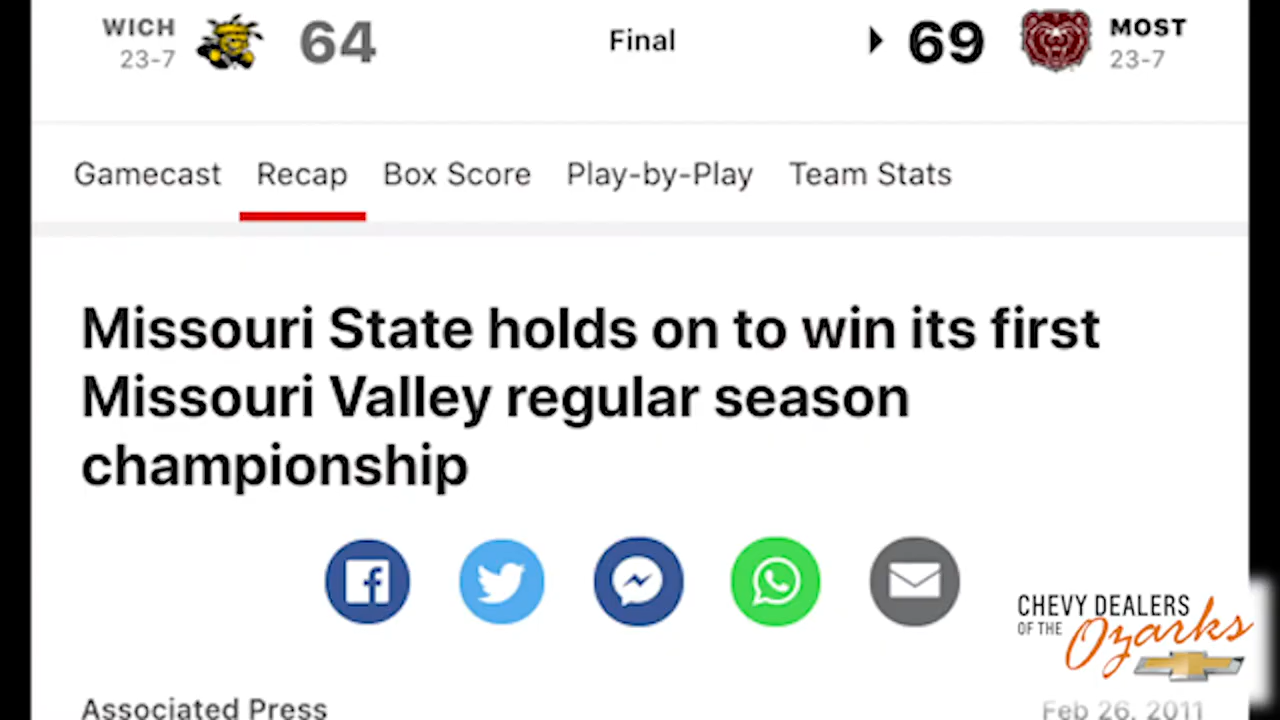 WICH 64 Final 69 MOST
23-7 23-7
Gamecast Recap Box Score Play-by-Play Team Stats
Missouri State holds on to win its first
Missouri Valley regular season
championship
CHEVY DEALERS
OF THE Ozarks
Associated Press Feb 26, 2011